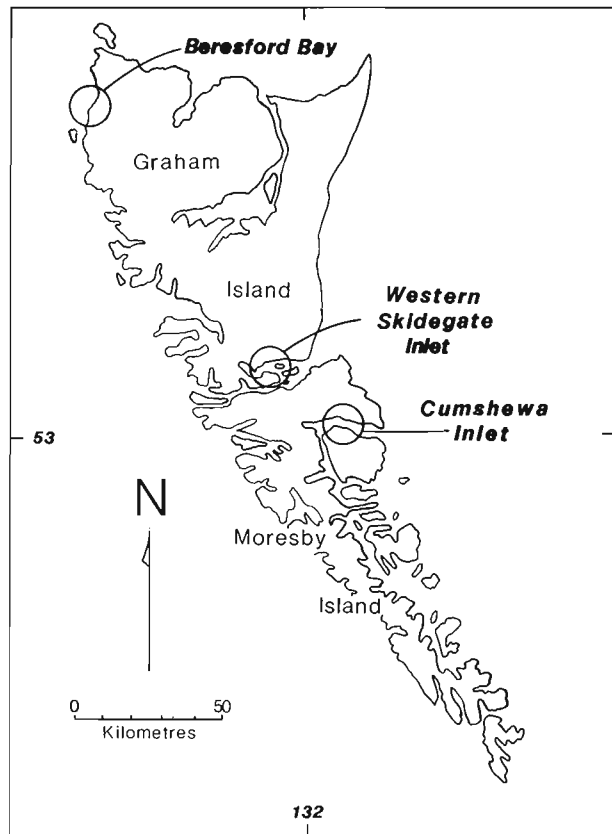 Beresford Bay
Graham
Island
Western
Skidegate
Inlet
Cumshewa
Inlet
53
N
Moresby
Island
0 50
Kilometres
132